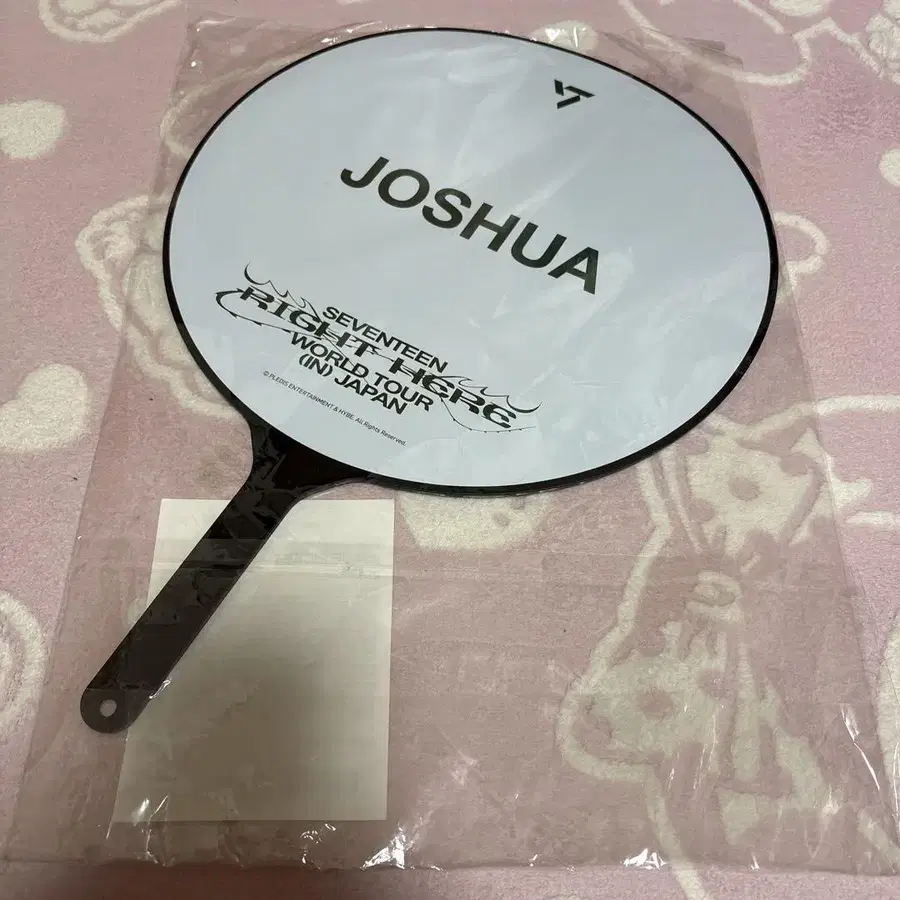 JOSHUA
SEVENTEEN
RIGHT HERE
WORLD TOUR
(IN) JAPAN
© PLEDIS ENTERTAINMENT & HYBE. All Rights Reserved.